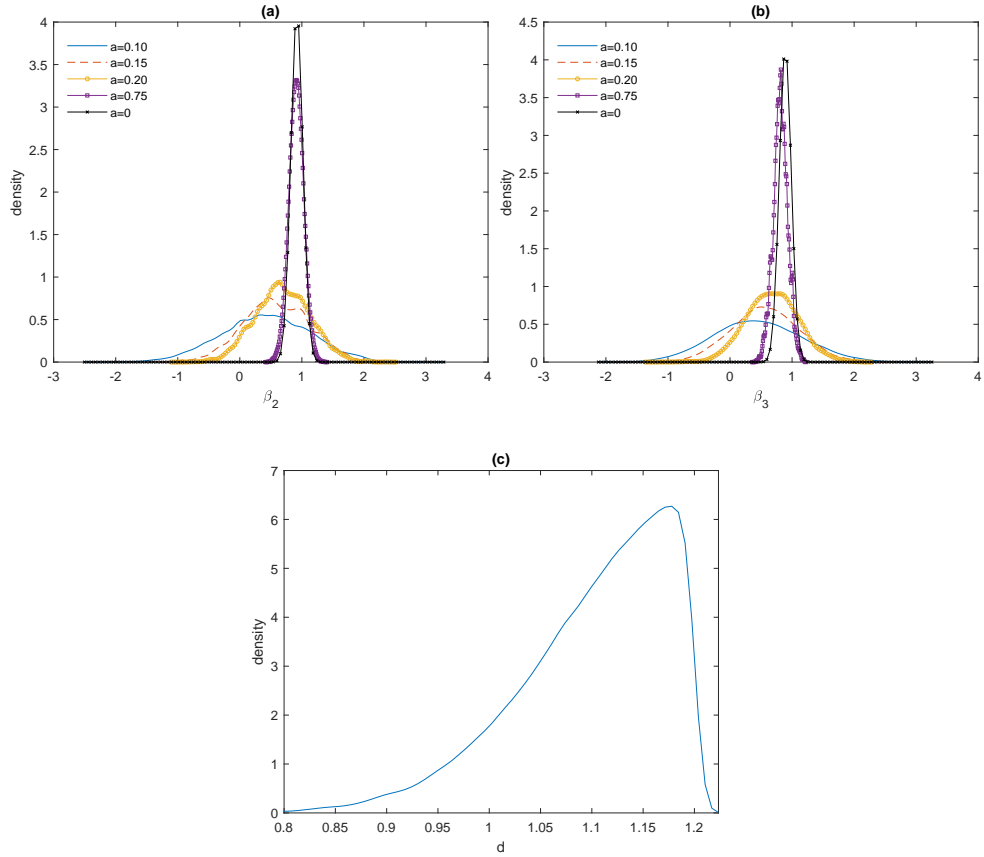 (a)
4
3.5
3
2.5
2
1.5
1
0.5
0
density
a=0.10
a=0.15
a=0.20
a=0.75
a=0
-3 -2 -1 0 1 2 3 4
β2
(b)
4.5
4
3.5
3
2.5
2
1.5
1
0.5
0
density
a=0.10
a=0.15
a=0.20
a=0.75
a=0
-3 -2 -1 0 1 2 3 4
β3
(c)
7
6
5
4
3
2
1
0
density
0.8 0.85 0.9 0.95 1 1.05 1.1 1.15 1.2
d